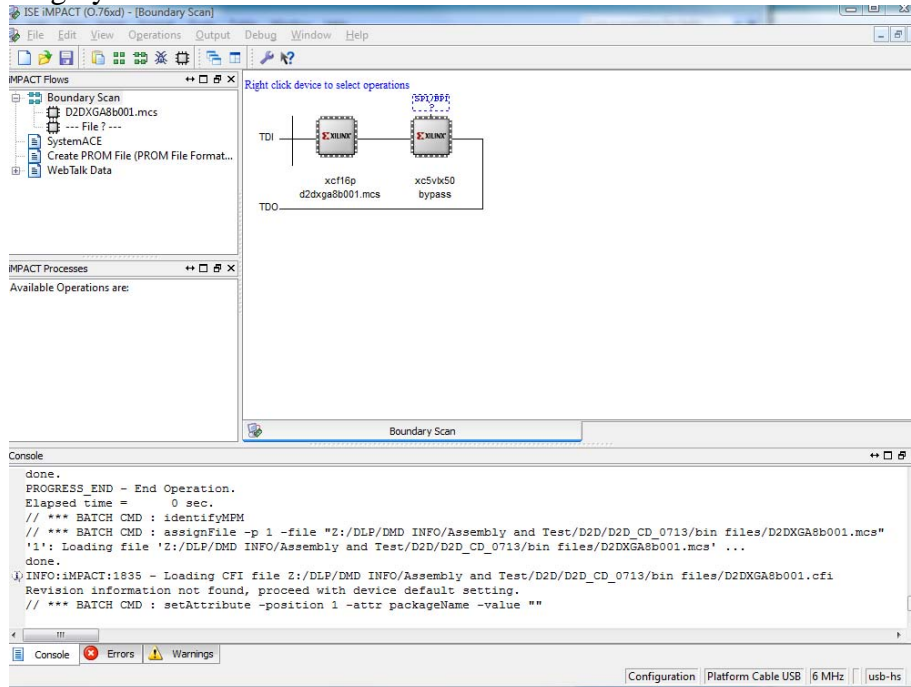 ISE iMPACT (O.76xd) - [Boundary Scan]
File Edit View Operations Output Debug Window Help
iMPACT Flows
Boundary Scan
D2DXGA8b001.mcs
--- File ? ---
SystemACE
Create PROM File (PROM File Format...
WebTalk Data
Right click device to select operations
SPI/BPI
?
TDI
XILINX
XILINX
xcf16p
xc5vlx50
d2dxga8b001.mcs
bypass
TDO
iMPACT Processes
Available Operations are:
Boundary Scan
Console
done.
PROGRESS_END - End Operation.
Elapsed time =      0 sec.
// *** BATCH CMD : identifyMPM
// *** BATCH CMD : assignFile -p 1 -file "Z:/DLP/DMD INFO/Assembly and Test/D2D/D2D_CD_0713/bin files/D2DXGA8b001.mcs"
'1': Loading file 'Z:/DLP/DMD INFO/Assembly and Test/D2D/D2D_CD_0713/bin files/D2DXGA8b001.mcs' ...
done.
INFO:iMPACT:1835 - Loading CFI file Z:/DLP/DMD INFO/Assembly and Test/D2D/D2D_CD_0713/bin files/D2DXGA8b001.cfi
Revision information not found, proceed with device default setting.
// *** BATCH CMD : setAttribute -position 1 -attr packageName -value ""
Console Errors Warnings
Configuration Platform Cable USB 6 MHz usb-hs